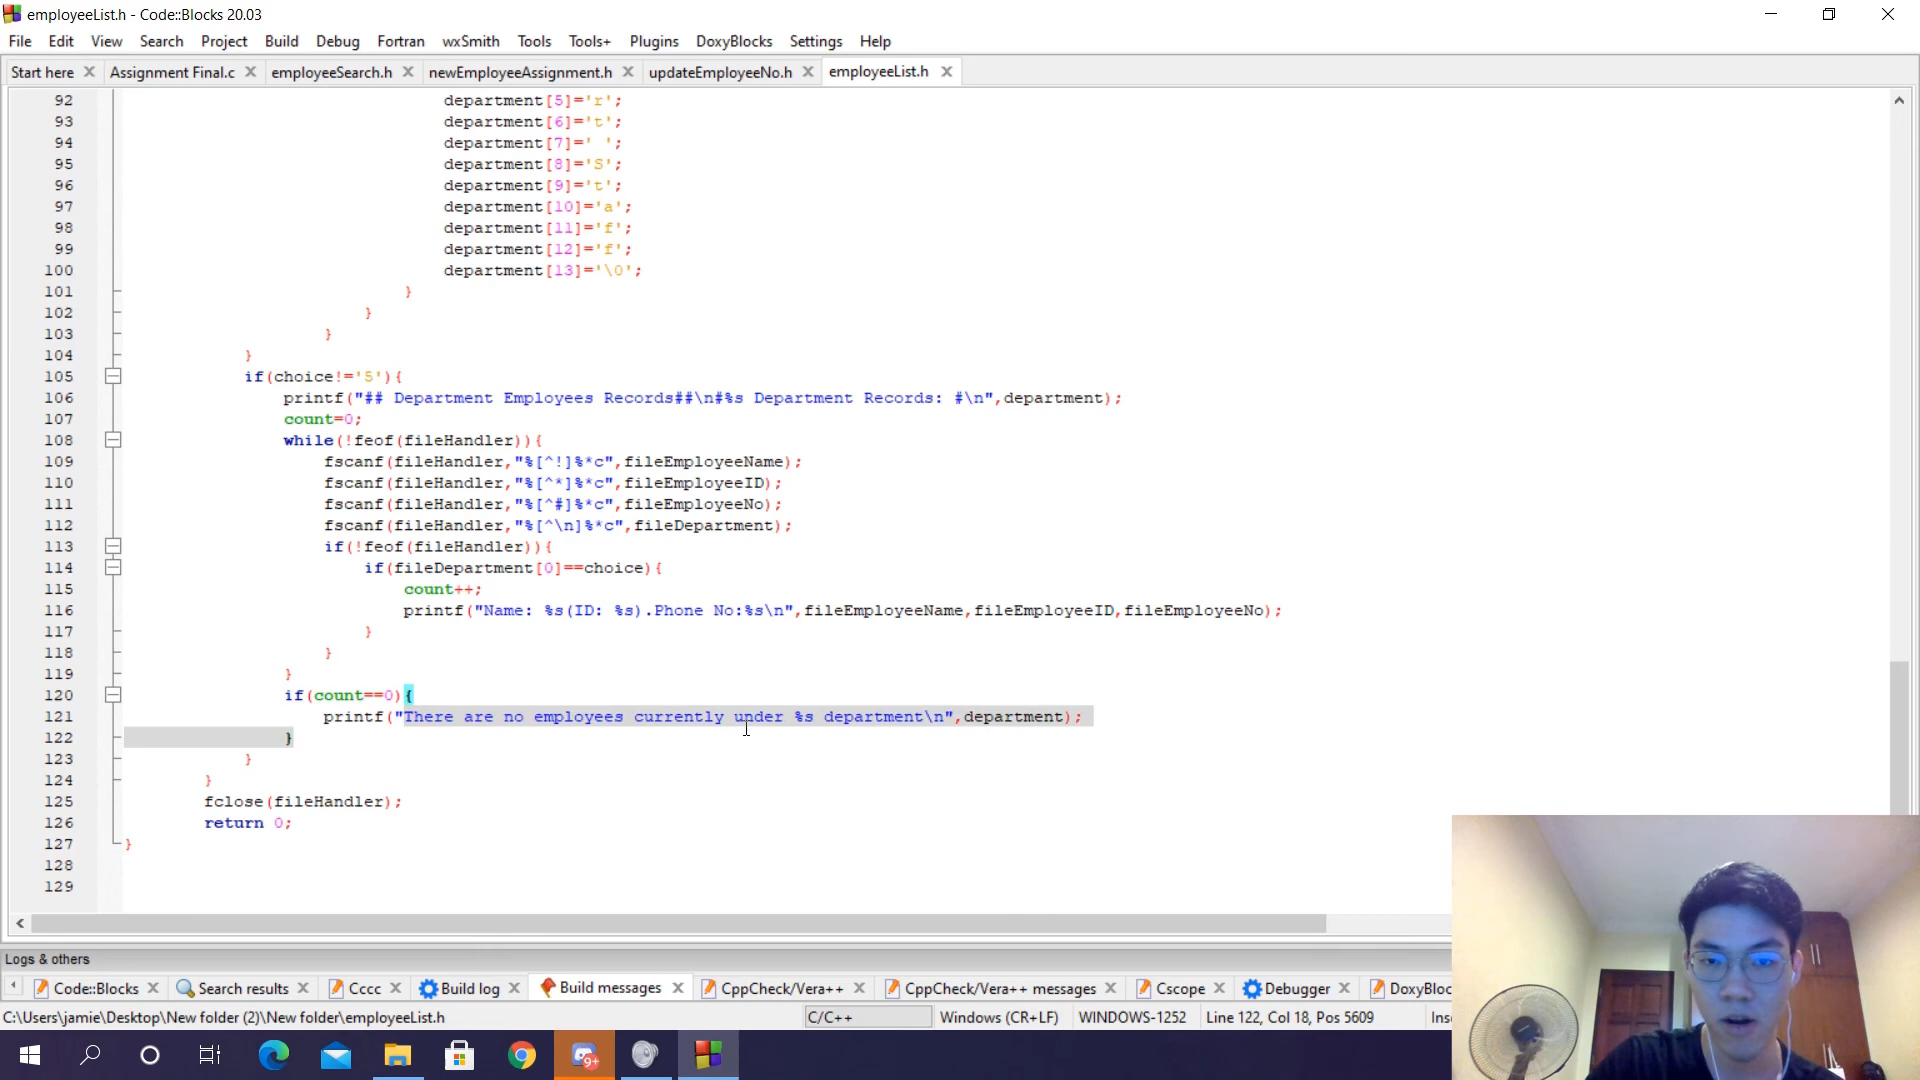 employeeList.h - Code::Blocks 20.03
File Edit View Search Project Build Debug Fortran wxSmith Tools Tools+ Plugins DoxyBlocks Settings Help
Start here Assignment Final.c employeeSearch.h newEmployeeAssignment.h updateEmployeeNo.h employeeList.h
92 department[5]='r';
93 department[6]='t';
94 department[7]=' ';
95 department[8]='S';
96 department[9]='t';
97 department[10]='a';
98 department[11]='f';
99 department[12]='f';
100 department[13]='\0';
101 }
102 }
103 }
104 }
105 if(choice!='5'){
106 printf("## Department Employees Records##\n#%s Department Records: #\n",department);
107 count=0;
108 while(!feof(fileHandler)){
109 fscanf(fileHandler,"%[^!]%*c",fileEmployeeName);
110 fscanf(fileHandler,"%[^*]%*c",fileEmployeeID);
111 fscanf(fileHandler,"%[^#]%*c",fileEmployeeNo);
112 fscanf(fileHandler,"%[^\n]%*c",fileDepartment);
113 if(!feof(fileHandler)){
114 if(fileDepartment[0]==choice){
115 count++;
116 printf("Name: %s(ID: %s).Phone No:%s\n",fileEmployeeName,fileEmployeeID,fileEmployeeNo);
117 }
118 }
119 }
120 if(count==0){
121 printf("There are no employees currently under %s department\n",department);
122 }
123 }
124 }
125 fclose(fileHandler);
126 return 0;
127 }
128
129
Logs & others
Code::Blocks Search results Cccc Build log Build messages CppCheck/Vera++ CppCheck/Vera++ messages Cscope Debugger DoxyBloc
C:\Users\jamie\Desktop\New folder (2)\New folder\employeeList.h C/C++ Windows (CR+LF) WINDOWS-1252 Line 122, Col 18, Pos 5609 Ins
9+